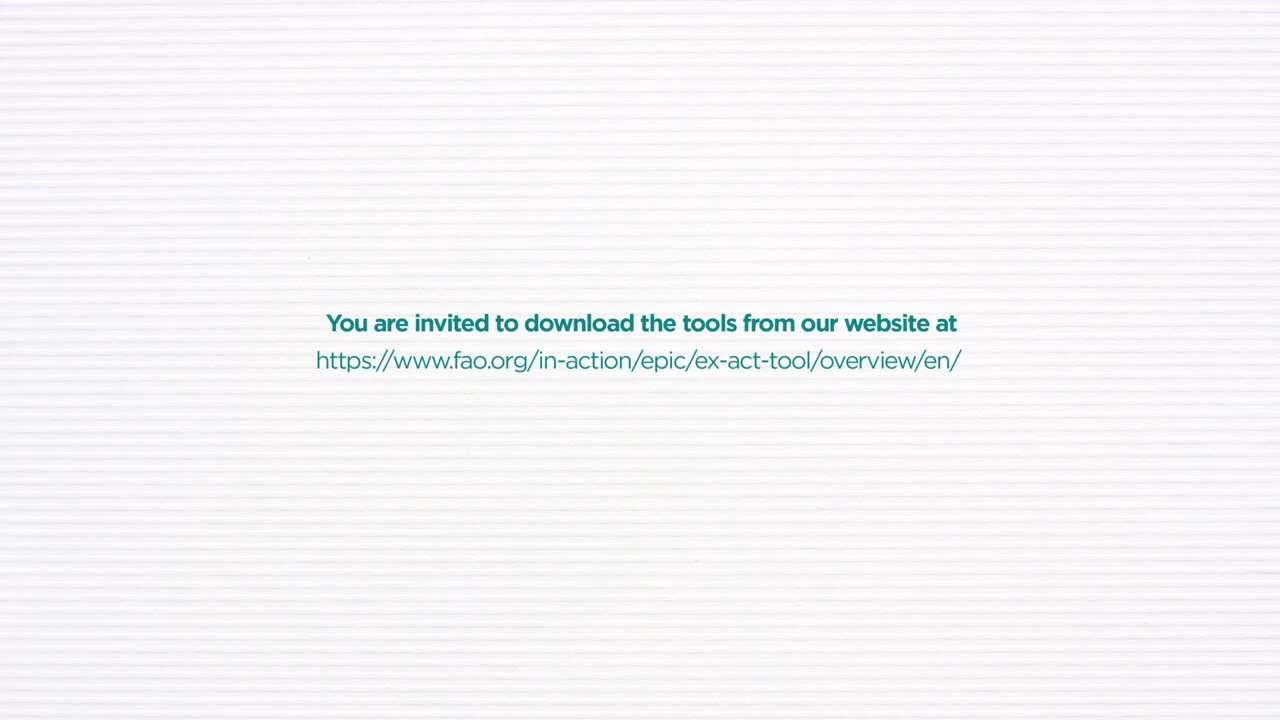 You are invited to download the tools from our website at
https://www.fao.org/in-action/epic/ex-act-tool/overview/en/